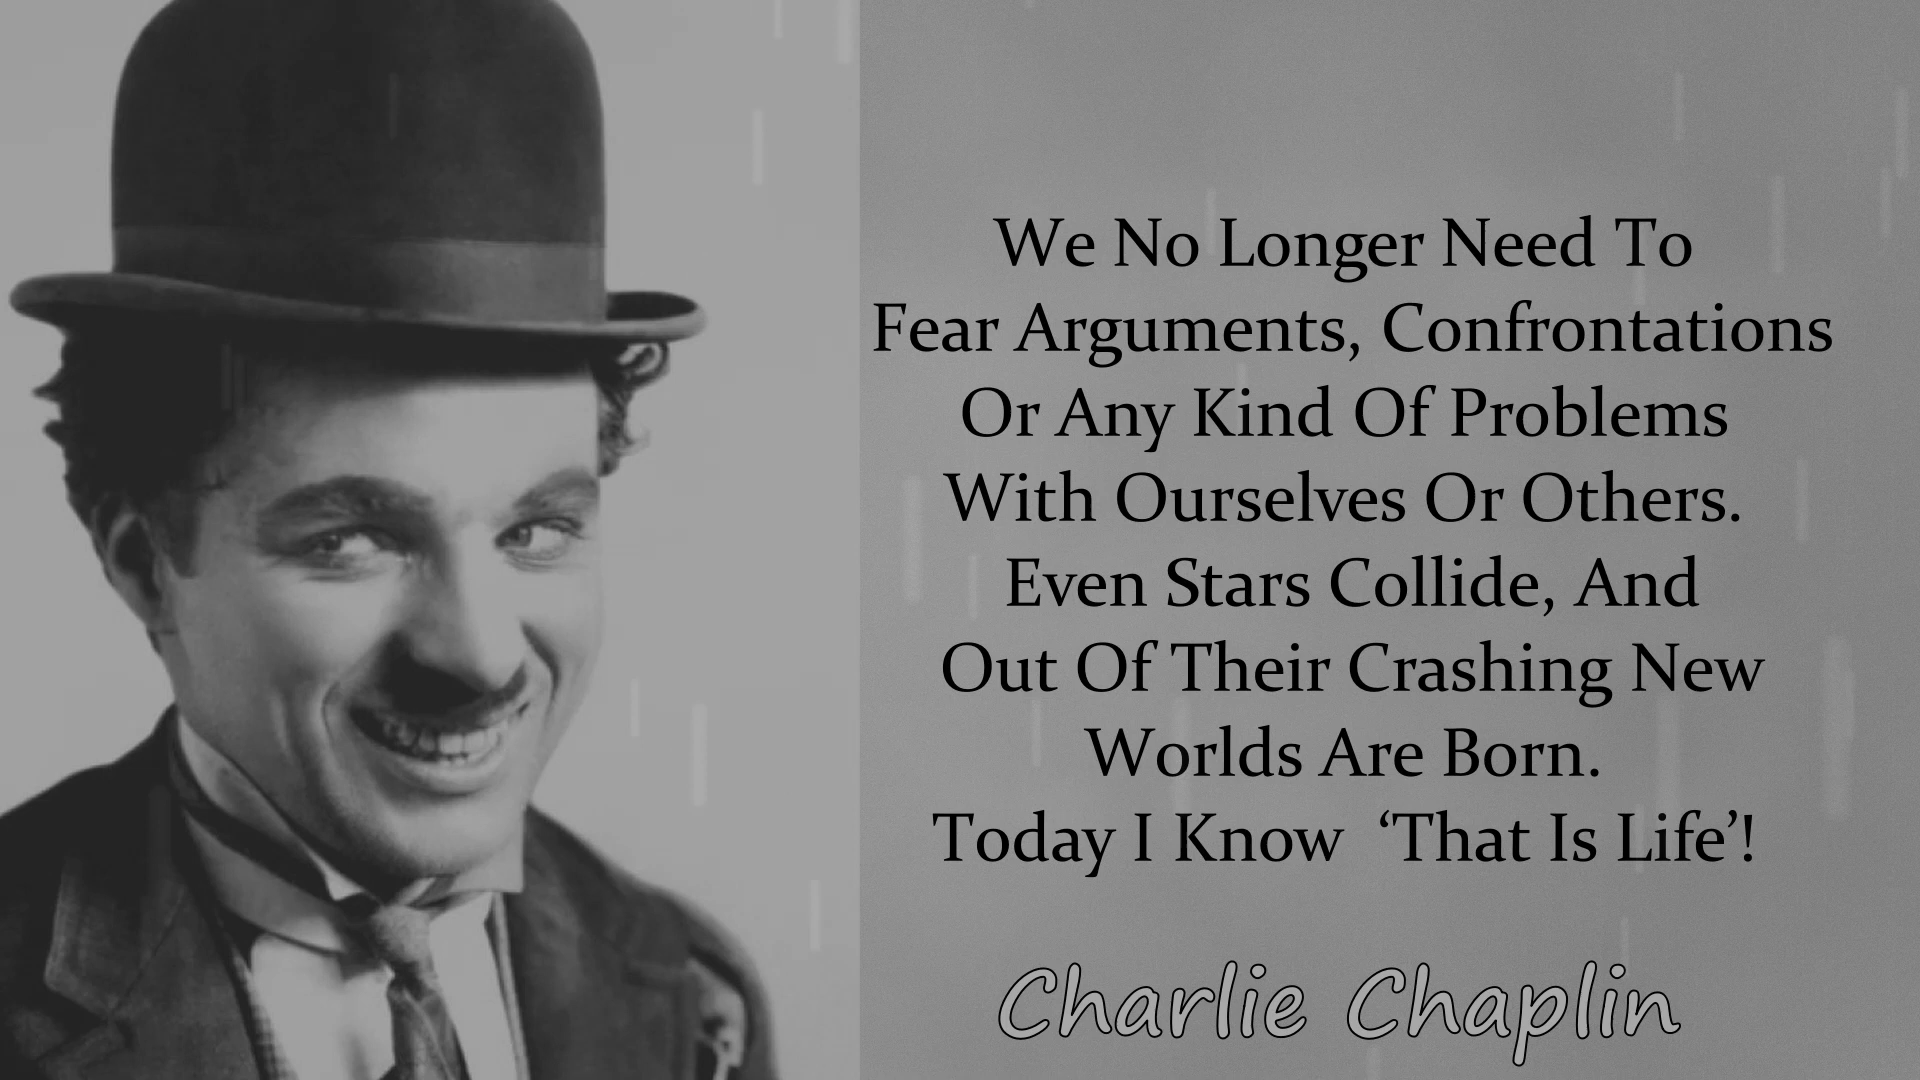 We No Longer Need To
Fear Arguments, Confrontations
Or Any Kind Of Problems
With Ourselves Or Others.
Even Stars Collide, And
Out Of Their Crashing New
Worlds Are Born.
Today I Know  ‘That Is Life’!
Charlie Chaplin